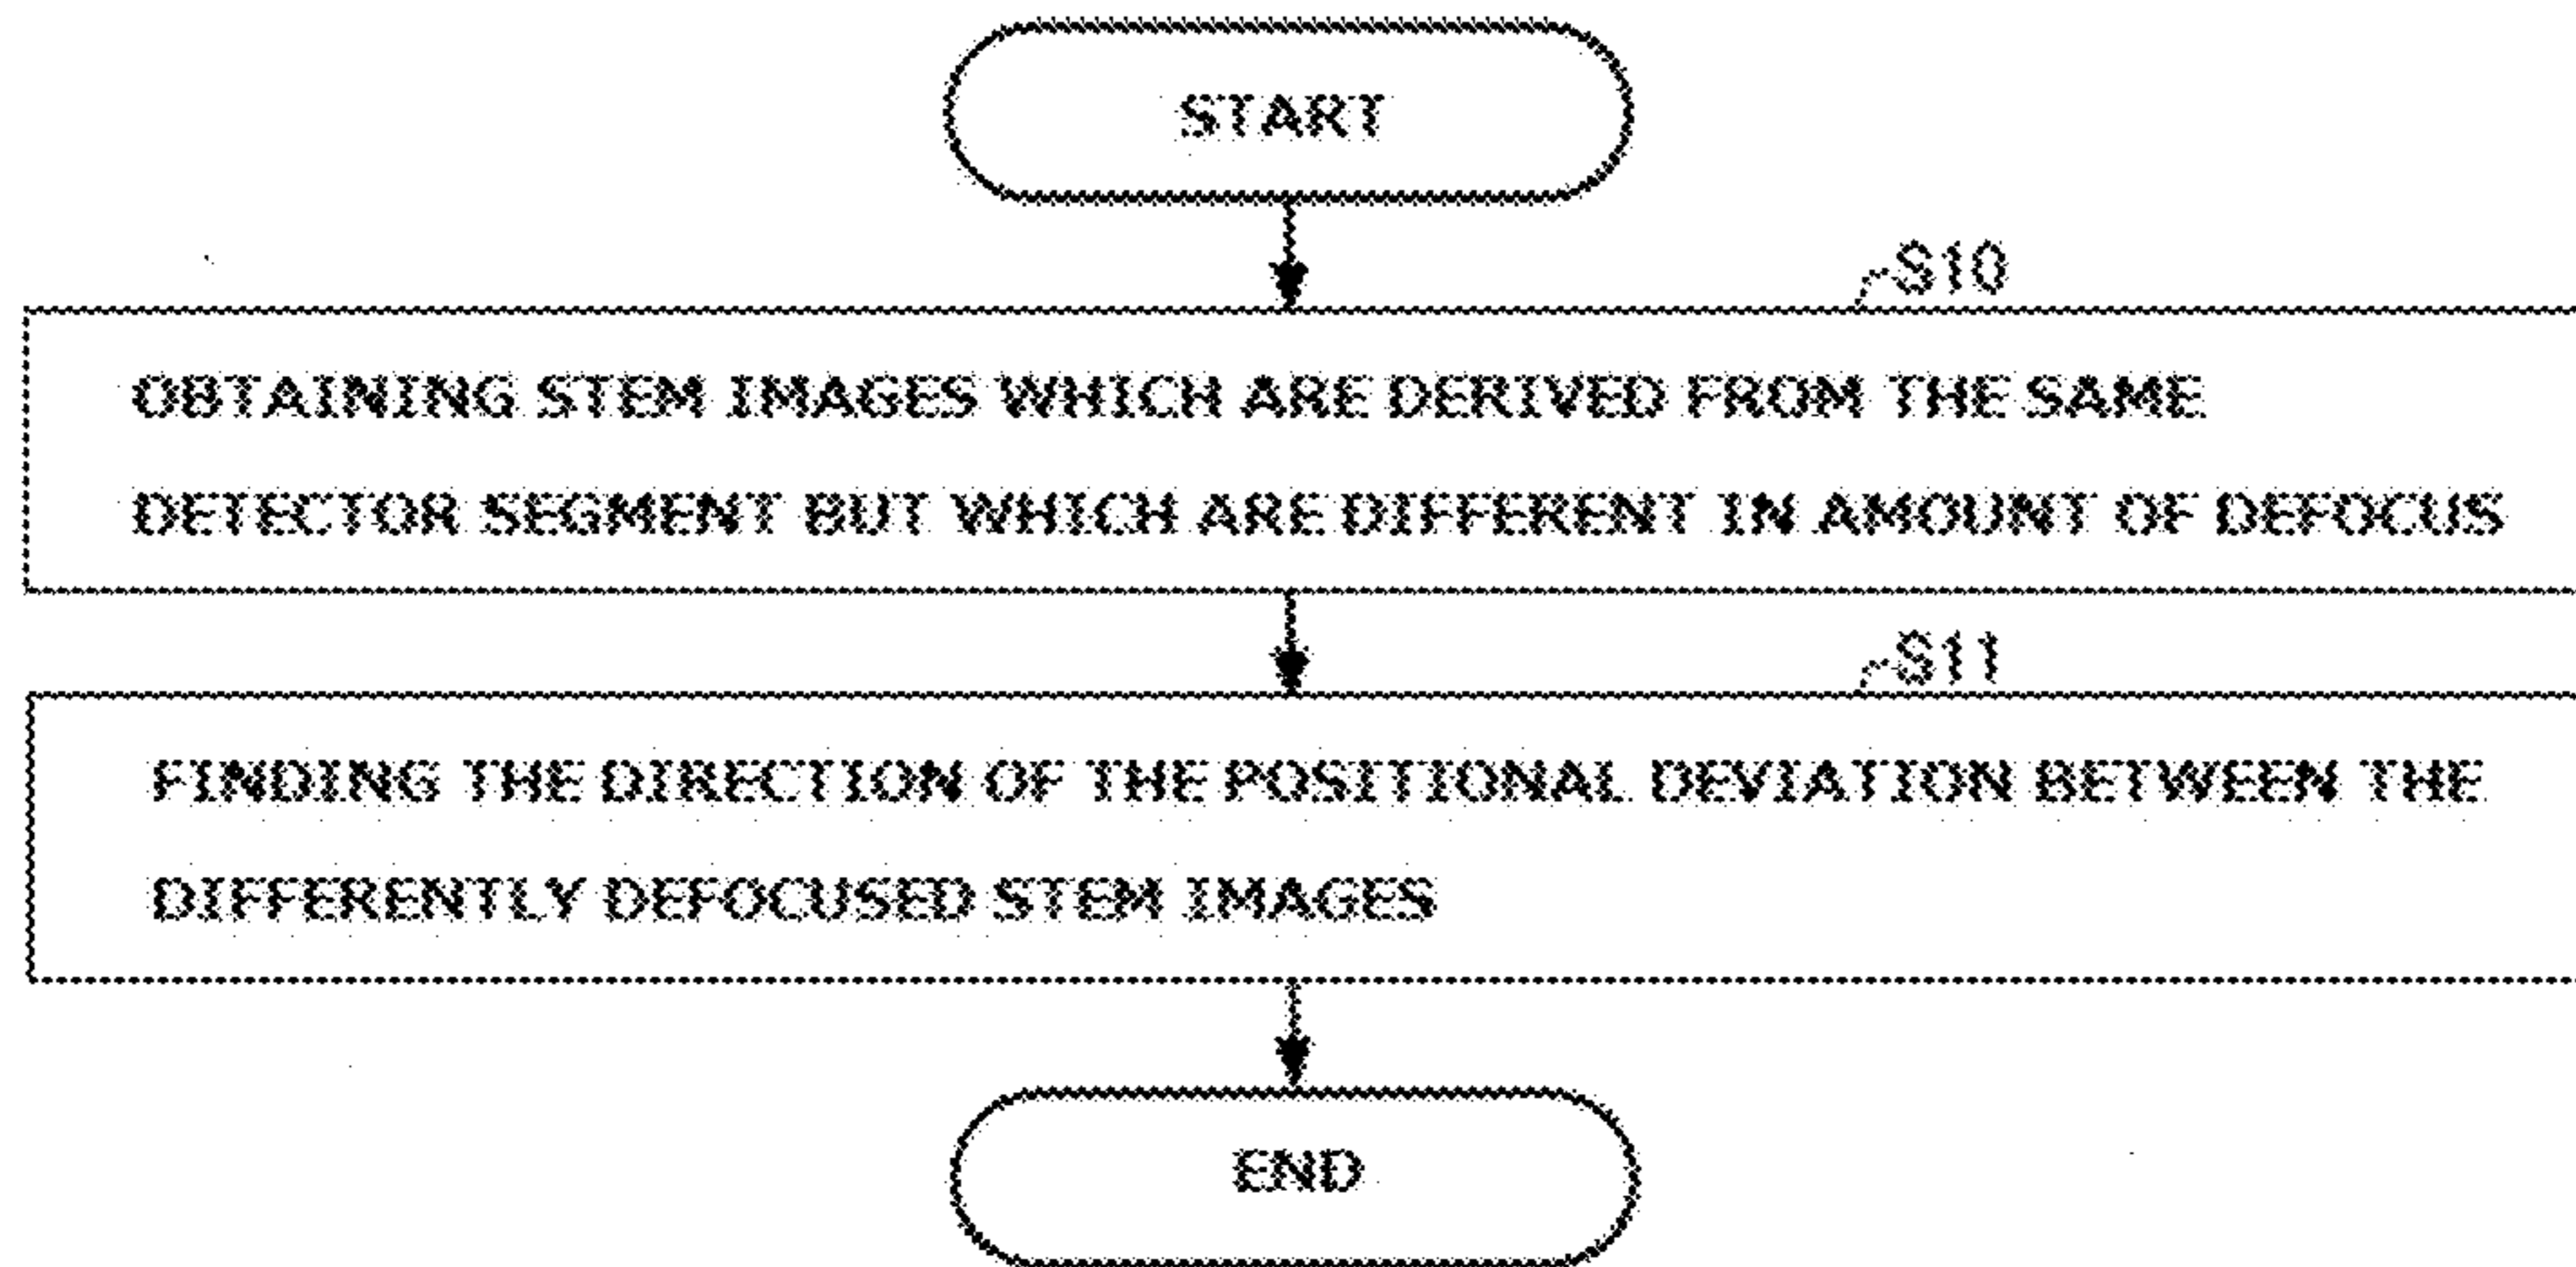 START
S10
OBTAINING STEM IMAGES WHICH ARE DERIVED FROM THE SAME
DETECTOR SEGMENT BUT WHICH ARE DIFFERENT IN AMOUNT OF DEFOCUS
S11
FINDING THE DIRECTION OF THE POSITIONAL DEVIATION BETWEEN THE
DIFFERENTLY DEFOCUSED STEM IMAGES
END